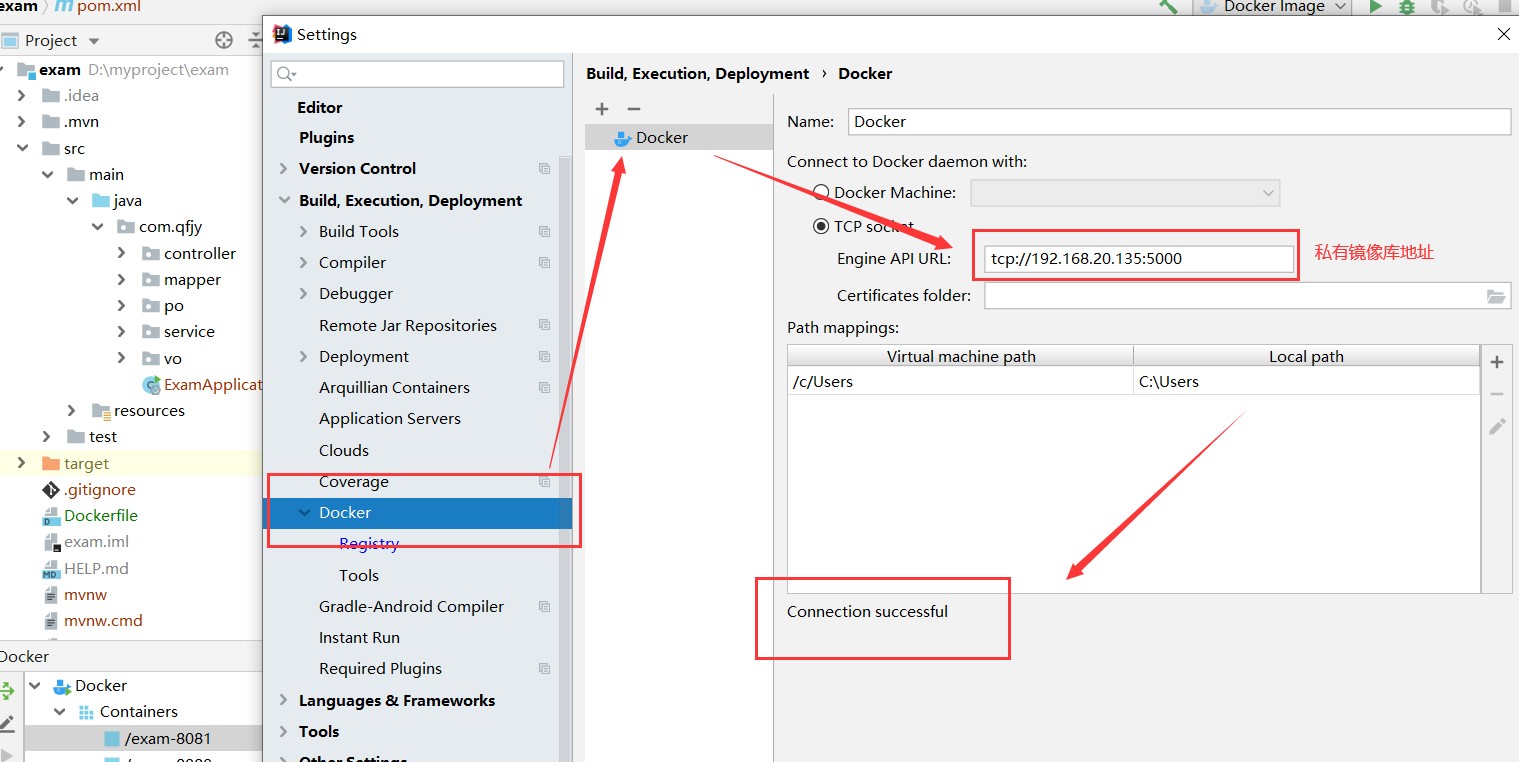 exam pom.xml
Docker Image
Project
exam D:\myproject\exam
.idea
.mvn
src
main
java
com.qfjy
controller
mapper
po
service
vo
ExamApplicat
resources
test
target
.gitignore
Dockerfile
exam.iml
HELP.md
mvnw
mvnw.cmd
Docker
Docker
Containers
/exam-8081
Settings
Editor
Plugins
Version Control
Build, Execution, Deployment
Build Tools
Compiler
Debugger
Remote Jar Repositories
Deployment
Arquillian Containers
Application Servers
Clouds
Coverage
Docker
Registry
Tools
Gradle-Android Compiler
Instant Run
Required Plugins
Languages & Frameworks
Tools
Other Settings
Build, Execution, Deployment › Docker
Docker
Name: Docker
Connect to Docker daemon with:
Docker Machine:
TCP socket
Engine API URL: tcp://192.168.20.135:5000
私有镜像库地址
Certificates folder:
Path mappings:
Virtual machine path Local path
/c/Users C:\Users
Connection successful